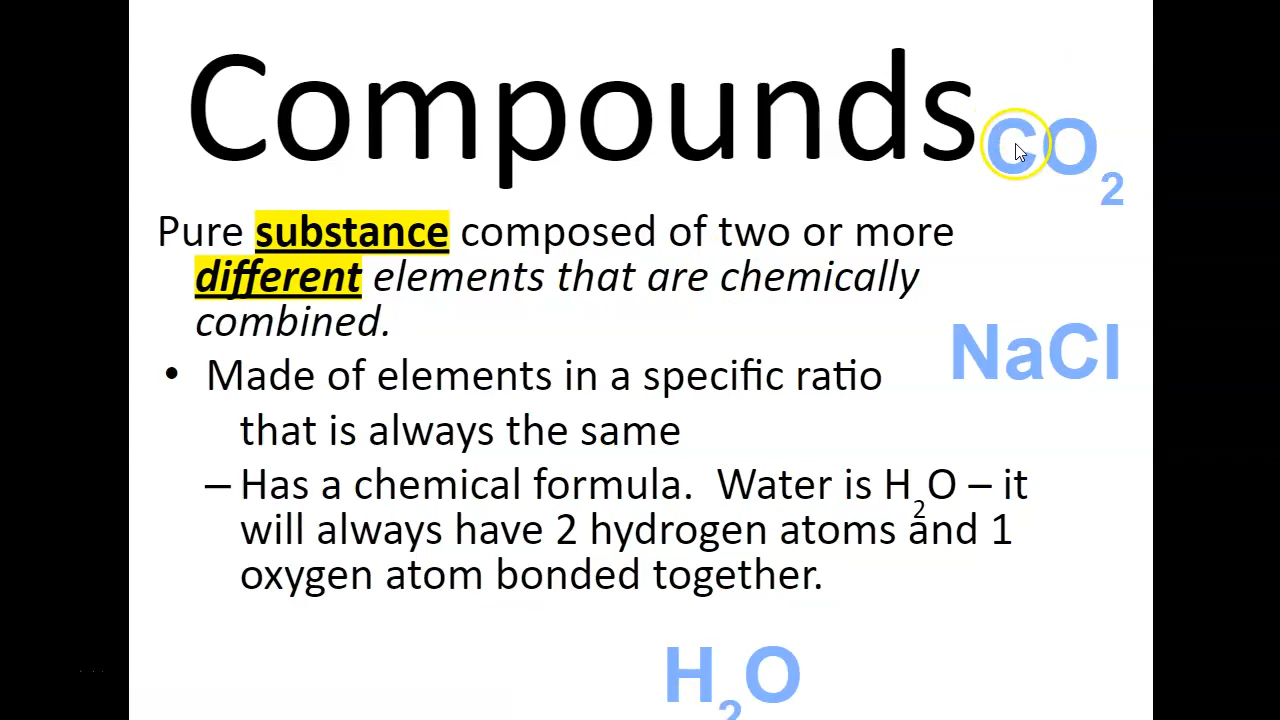 Compounds
CO₂
Pure substance composed of two or more
different elements that are chemically
combined.
NaCl
• Made of elements in a specific ratio
that is always the same
– Has a chemical formula.  Water is H₂O – it
will always have 2 hydrogen atoms and 1
oxygen atom bonded together.
H₂O